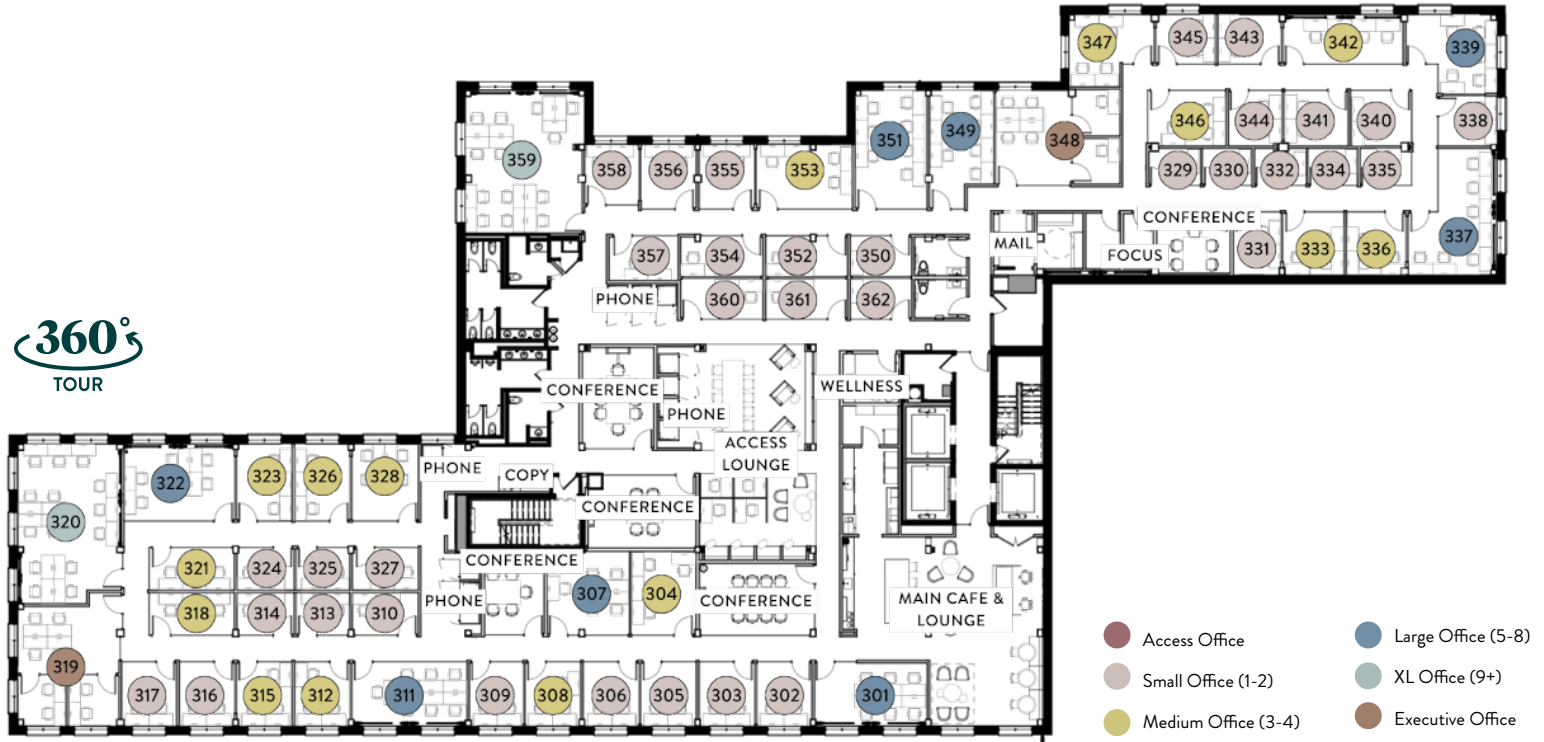 347
345
343
342
339
346
344
341
340
338
351
349
348
359
358
356
355
353
329
330
332
334
335
CONFERENCE
MAIL
FOCUS
331
333
336
337
357
354
352
350
PHONE
360
361
362
360°
TOUR
CONFERENCE
PHONE
WELLNESS
ACCESS
LOUNGE
PHONE
COPY
CONFERENCE
322
323
326
328
320
CONFERENCE
321
324
325
327
318
314
313
310
PHONE
307
304
CONFERENCE
MAIN CAFE &
LOUNGE
319
317
316
315
312
311
309
308
306
305
303
302
301
Access Office
Small Office (1-2)
Medium Office (3-4)
Large Office (5-8)
XL Office (9+)
Executive Office